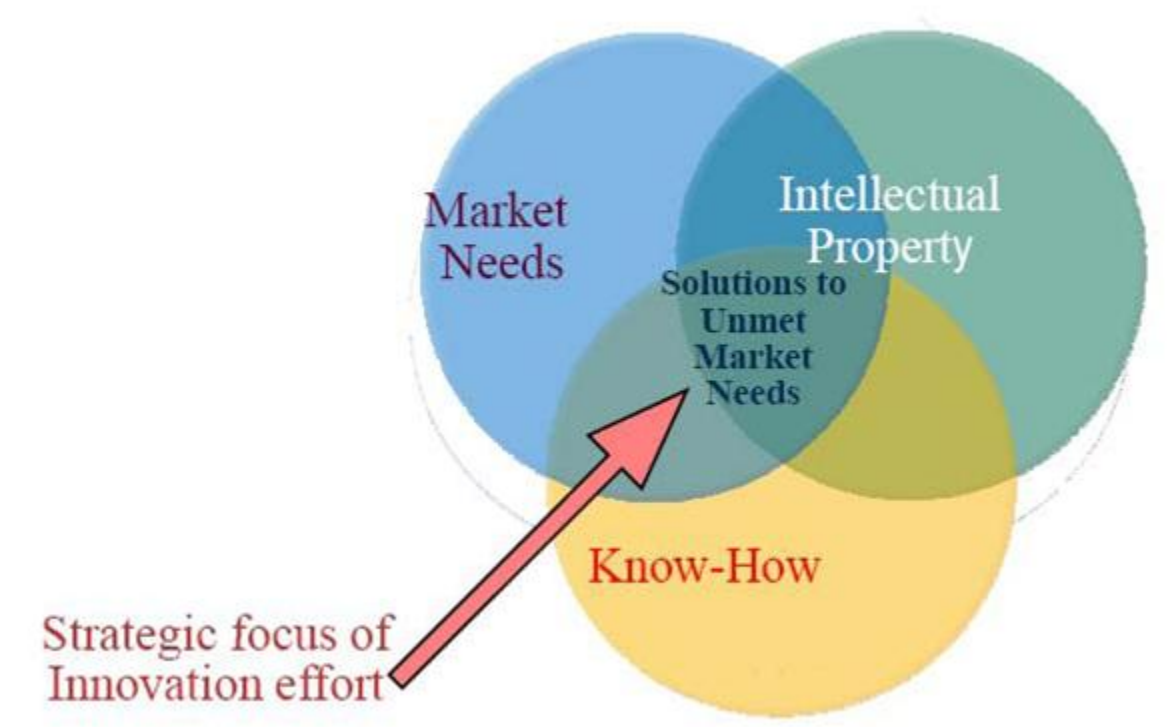 Market
Needs
Intellectual
Property
Solutions to
Unmet
Market
Needs
Know-How
Strategic focus of
Innovation effort